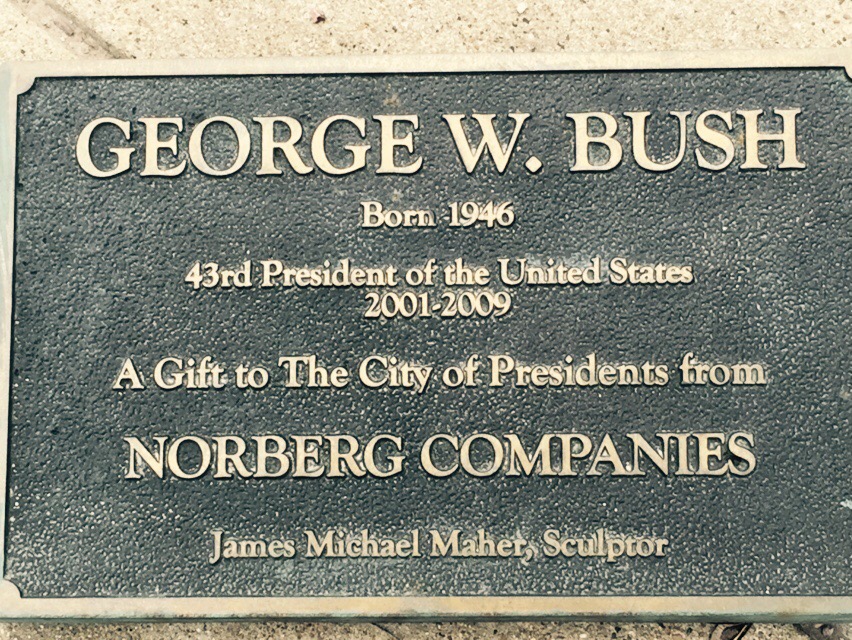 GEORGE W. BUSH
Born 1946
43rd President of the United States
2001-2009
A Gift to The City of Presidents from
NORBERG COMPANIES
James Michael Maher, Sculptor